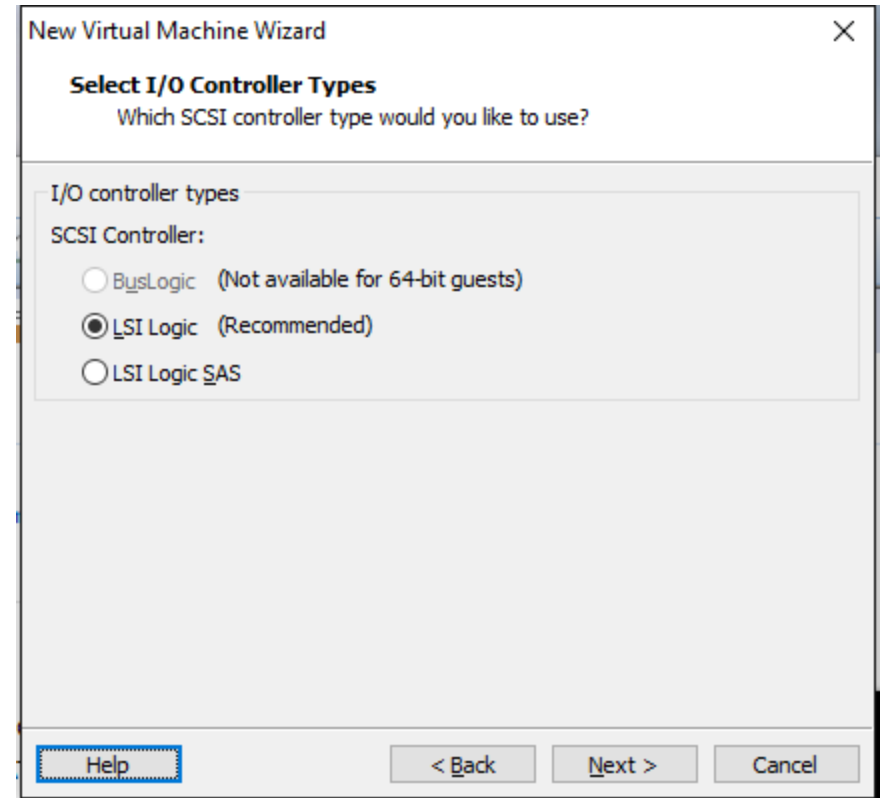 New Virtual Machine Wizard
Select I/O Controller Types
Which SCSI controller type would you like to use?
I/O controller types
SCSI Controller:
BusLogic (Not available for 64-bit guests)
LSI Logic (Recommended)
LSI Logic SAS
Help < Back Next > Cancel